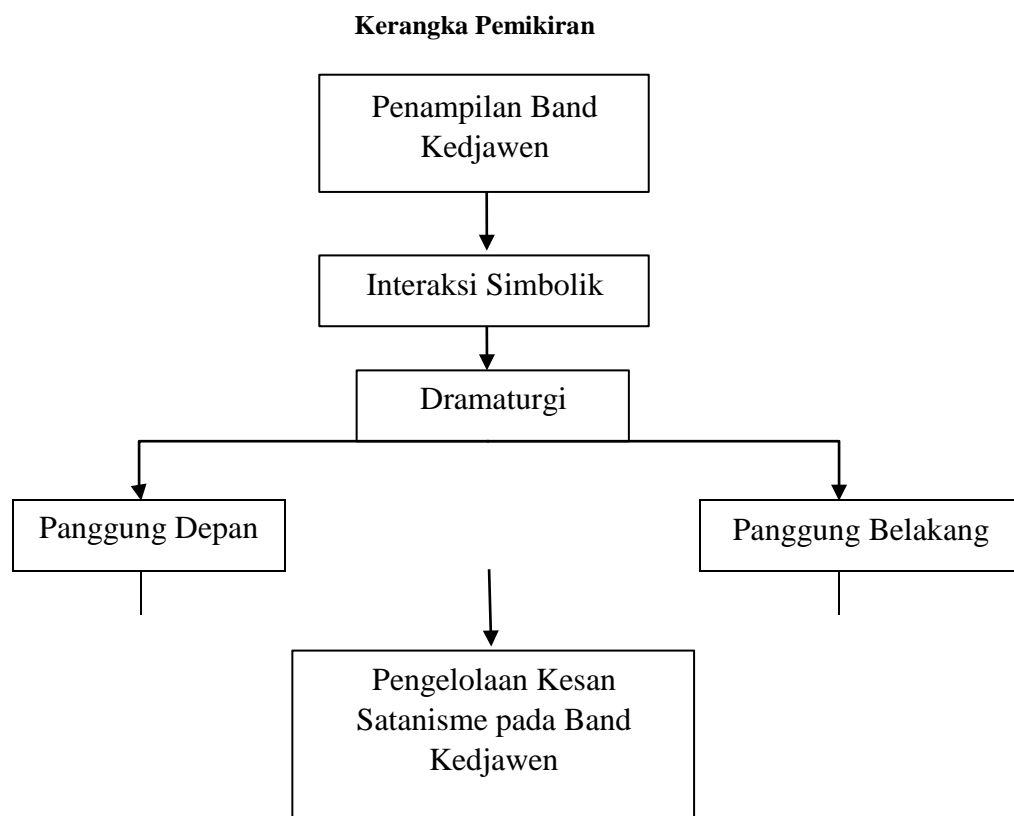 Kerangka Pemikiran
Penampilan Band
Kedjawen
Interaksi Simbolik
Dramaturgi
Panggung Depan
Panggung Belakang
Pengelolaan Kesan
Satanisme pada Band
Kedjawen